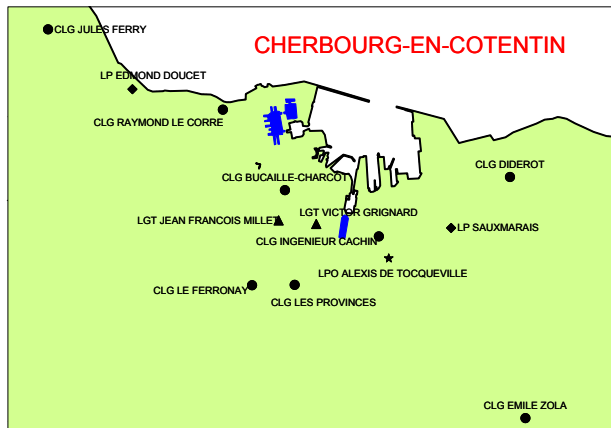 CLG JULES FERRY
CHERBOURG-EN-COTENTIN
LP EDMOND DOUCET
CLG RAYMOND LE CORRE
CLG DIDEROT
CLG BUCAILLE-CHARCOT
LGT JEAN FRANCOIS MILLET
LGT VICTOR GRIGNARD
LP SAUXMARAIS
CLG INGENIEUR CACHIN
LPO ALEXIS DE TOCQUEVILLE
CLG LE FERRONAY
CLG LES PROVINCES
CLG EMILE ZOLA